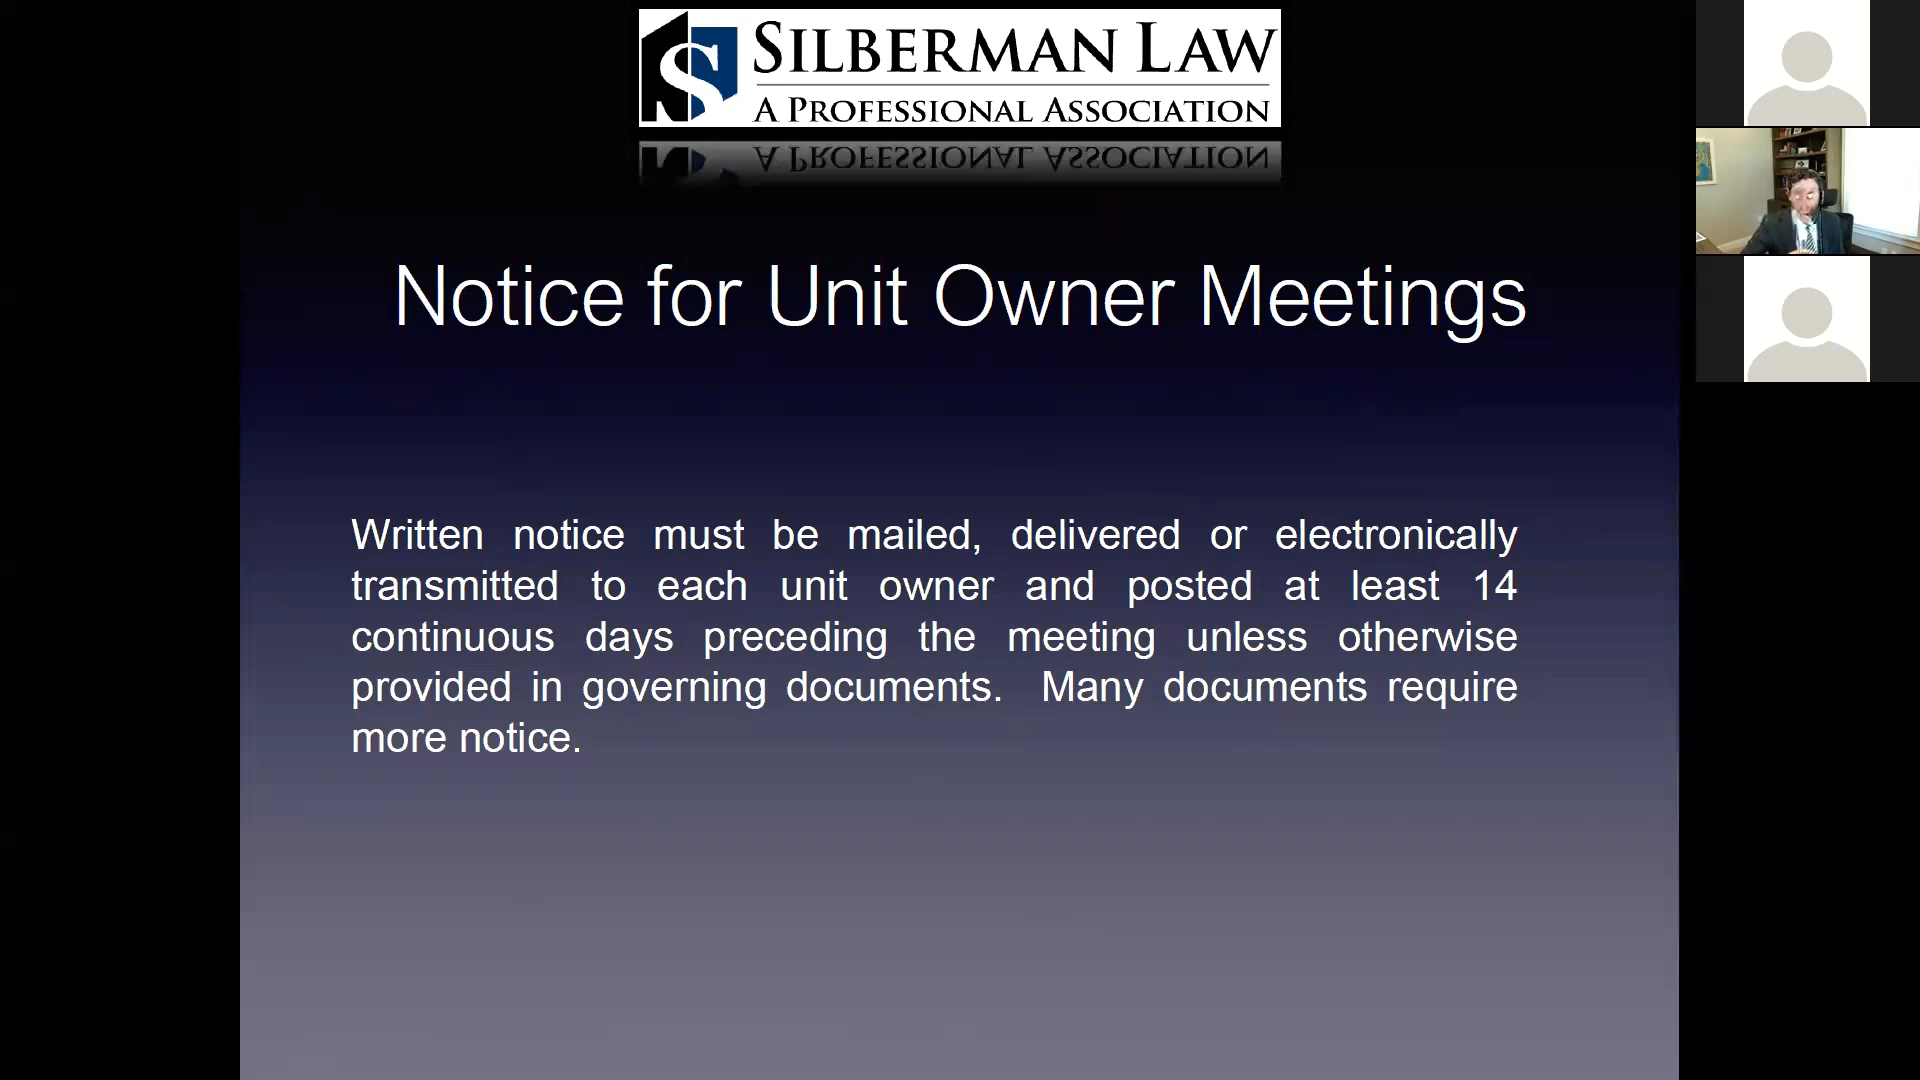 S SILBERMAN LAW
A PROFESSIONAL ASSOCIATION
Notice for Unit Owner Meetings
Written notice must be mailed, delivered or electronically
transmitted to each unit owner and posted at least 14
continuous days preceding the meeting unless otherwise
provided in governing documents.  Many documents require
more notice.